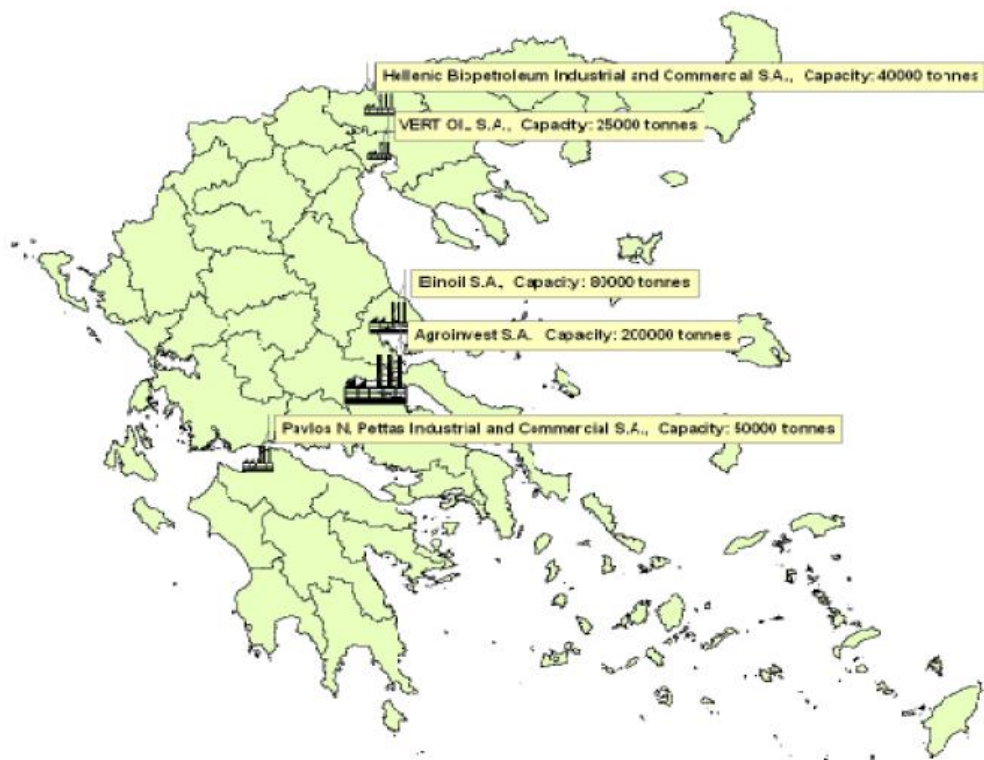 Hellenic Biopetroleum Industrial and Commercial S.A., Capacity: 40000 tonnes
VERT OIL S.A., Capacity: 25000 tonnes
Elinoil S.A., Capacity: 80000 tonnes
Agroinvest S.A. Capacity: 200000 tonnes
Pavlos N. Pettas Industrial and Commercial S.A., Capacity: 50000 tonnes